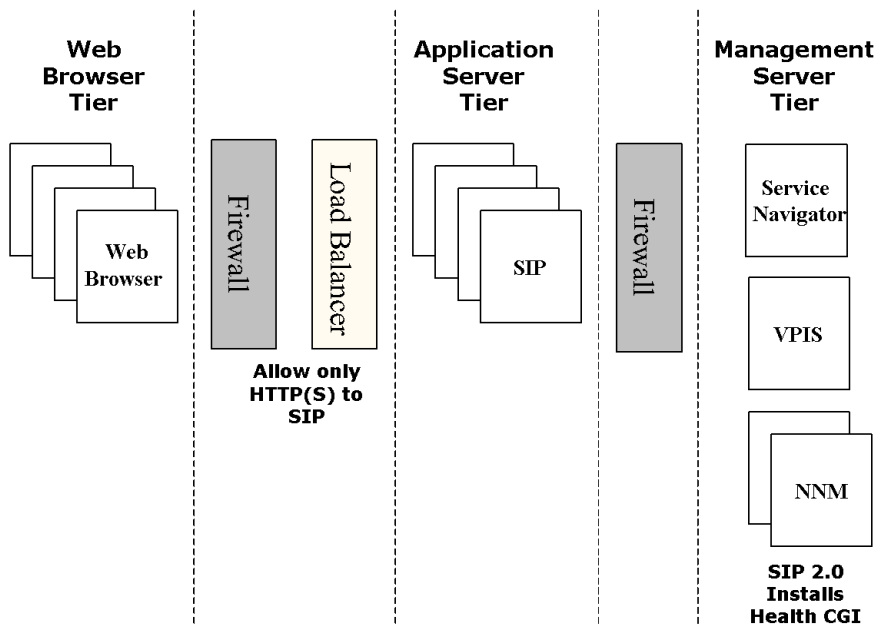 Web
Browser
Tier
Application
Server
Tier
Management
Server
Tier
Web
Browser
Firewall
Load Balancer
Allow only
HTTP(S) to
SIP
SIP
Firewall
Service
Navigator
VPIS
NNM
SIP 2.0
Installs
Health CGI